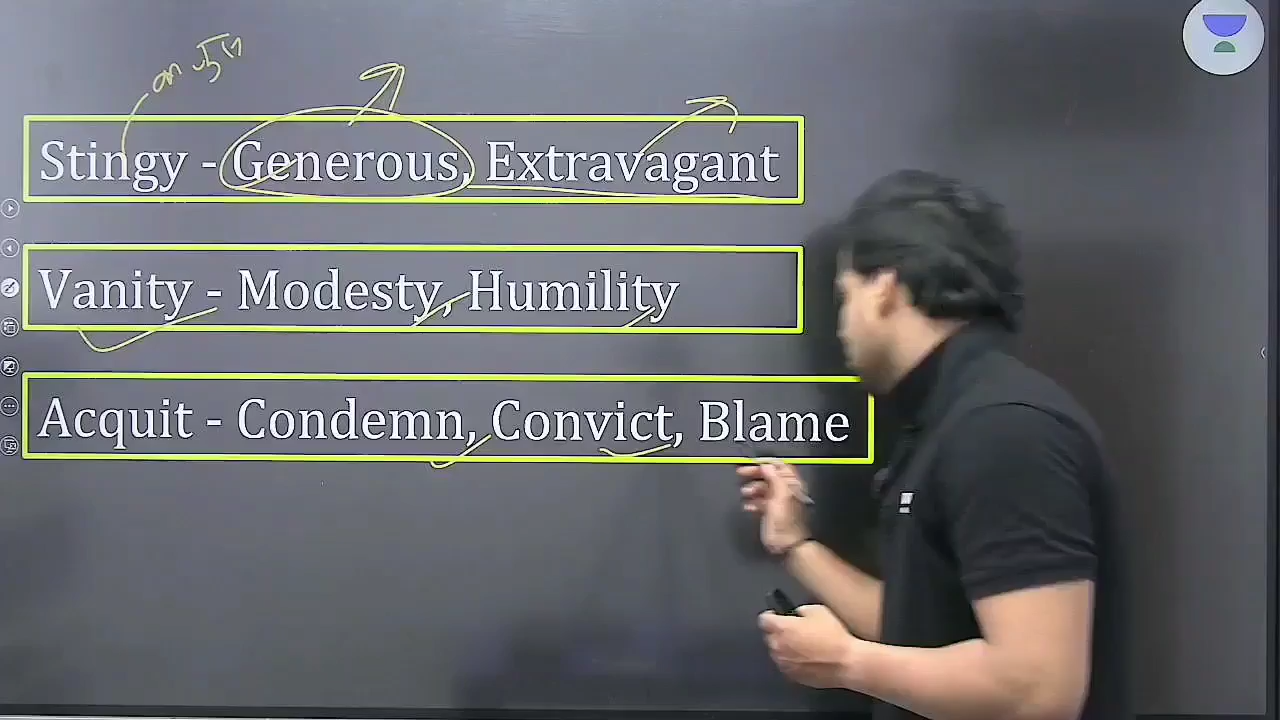 Stingy - Generous, Extravagant
Vanity - Modesty, Humility
Acquit - Condemn, Convict, Blame